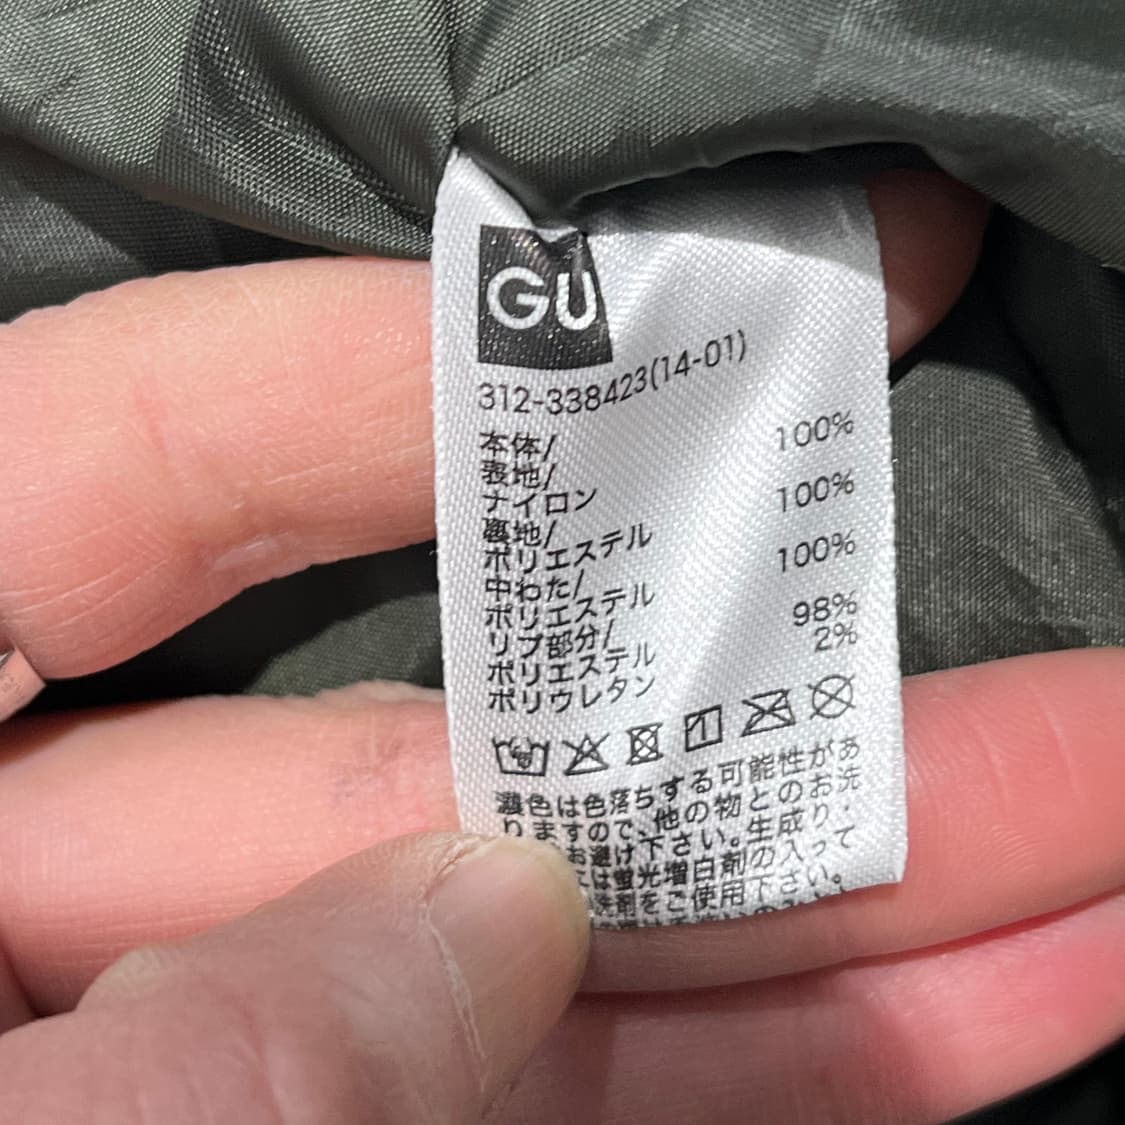 GU
312-338423(14-01)
本体/
表地/
ナイロン 100%
裏地/
ポリエステル 100%
中わた/
ポリエステル 100%
リブ部分/
ポリエステル 98%
ポリウレタン 2%
濃色は色落ちする可能性があ
りますので、他の物とのお洗
お避け下さい。生成り・
には蛍光増白剤の入って
洗剤をご使用下さい。